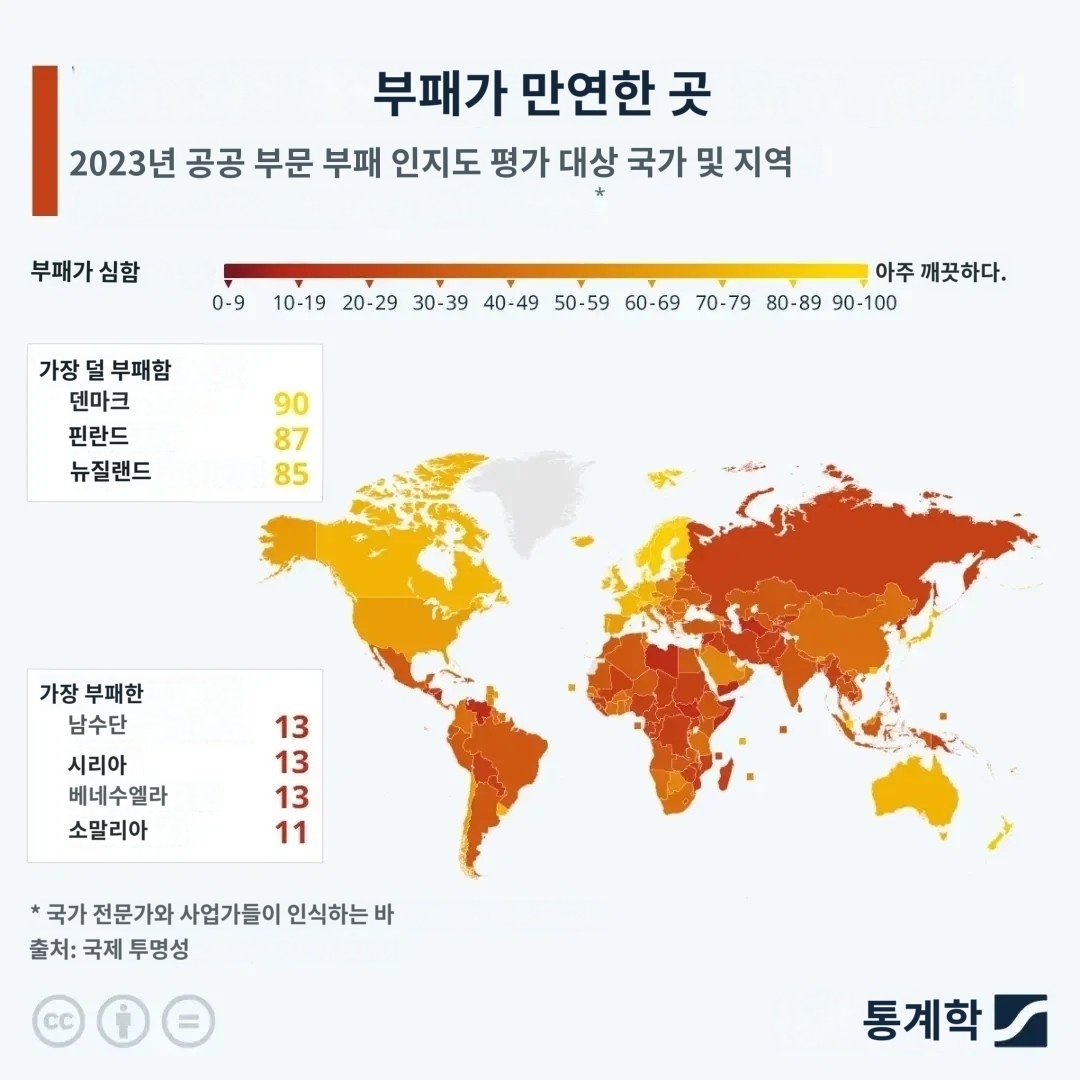 부패가 만연한 곳
2023년 공공 부문 부패 인지도 평가 대상 국가 및 지역
*
부패가 심함
아주 깨끗하다.
0-9 10-19 20-29 30-39 40-49 50-59 60-69 70-79 80-89 90-100
가장 덜 부패함
덴마크 90
핀란드 87
뉴질랜드 85
가장 부패한
남수단 13
시리아 13
베네수엘라 13
소말리아 11
* 국가 전문가와 사업가들이 인식하는 바
출처: 국제 투명성
cc
통계학